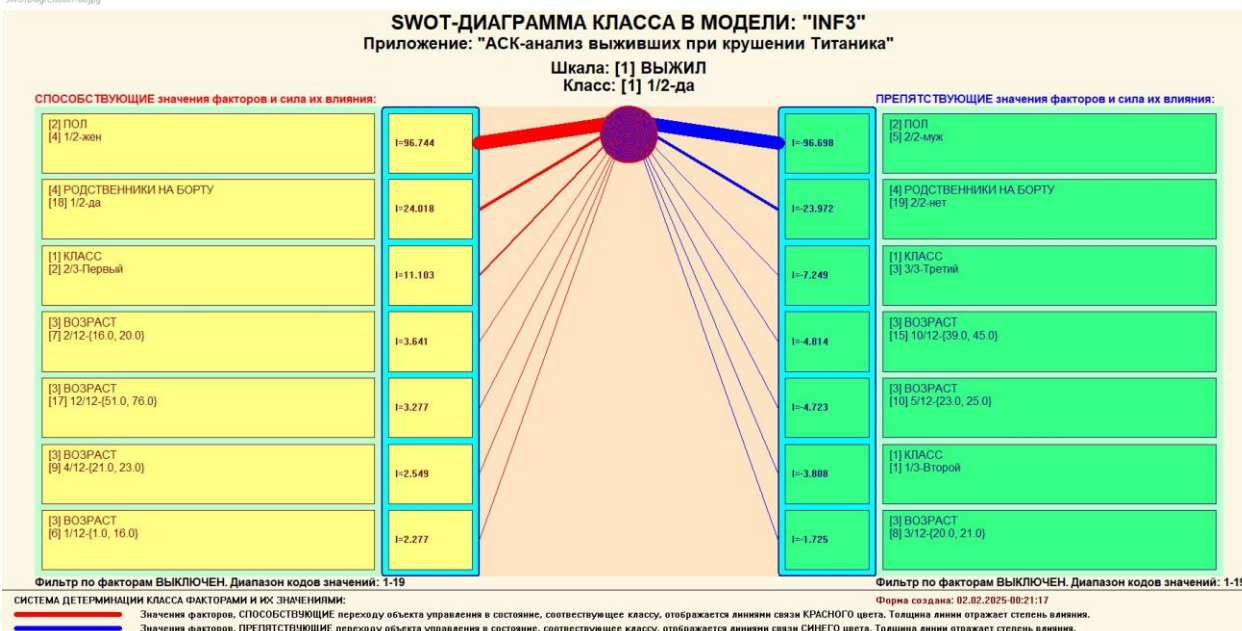 SWOT-ДИАГРАММА КЛАССА В МОДЕЛИ: "INF3"
Приложение: "АСК-анализ выживших при крушении Титаника"
Шкала: [1] ВЫЖИЛ
Класс: [1] 1/2-да
СПОСОБСТВУЮЩИЕ значения факторов и сила их влияния:
[2] ПОЛ
[4] 1/2-жен
I=96.744
[4] РОДСТВЕННИКИ НА БОРТУ
[18] 1/2-да
I=24.018
[1] КЛАСС
[2] 2/3-Первый
I=11.103
[3] ВОЗРАСТ
[7] 2/12-{16.0, 20.0}
I=3.641
[3] ВОЗРАСТ
[17] 12/12-{51.0, 76.0}
I=3.277
[3] ВОЗРАСТ
[9] 4/12-{21.0, 23.0}
I=2.549
[3] ВОЗРАСТ
[6] 1/12-{1.0, 16.0}
I=2.277
Фильтр по факторам ВЫКЛЮЧЕН. Диапазон кодов значений: 1-19
ПРЕПЯТСТВУЮЩИЕ значения факторов и сила их влияния:
I=-96.698
[2] ПОЛ
[5] 2/2-муж
I=-23.972
[4] РОДСТВЕННИКИ НА БОРТУ
[19] 2/2-нет
I=-7.249
[1] КЛАСС
[3] 3/3-Третий
I=-4.814
[3] ВОЗРАСТ
[15] 10/12-{39.0, 45.0}
I=-4.723
[3] ВОЗРАСТ
[10] 5/12-{23.0, 25.0}
I=-3.808
[1] КЛАСС
[1] 1/3-Второй
I=-1.725
[3] ВОЗРАСТ
[8] 3/12-{20.0, 21.0}
Фильтр по факторам ВЫКЛЮЧЕН. Диапазон кодов значений: 1-19
СИСТЕМА ДЕТЕРМИНАЦИИ КЛАССА ФАКТОРАМИ И ИХ ЗНАЧЕНИЯМИ:
Форма создана: 02.02.2025-00:21:17
Значения факторов, СПОСОБСТВУЮЩИЕ переходу объекта управления в состояние, соотвествующее классу, отображается линиями связи КРАСНОГО цвета. Толщина линии отражает степень влияния.
Значения факторов, ПРЕПЯТСТВУЮЩИЕ переходу объекта управления в состояние, соотвествующее классу, отображается линиями связи СИНЕГО цвета. Толщина линии отражает степень влияния.